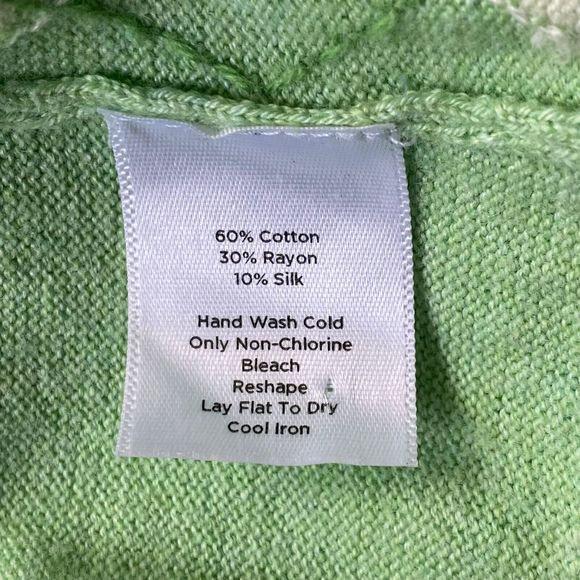 60% Cotton
30% Rayon
10% Silk
Hand Wash Cold
Only Non-Chlorine
Bleach
Reshape
Lay Flat To Dry
Cool Iron